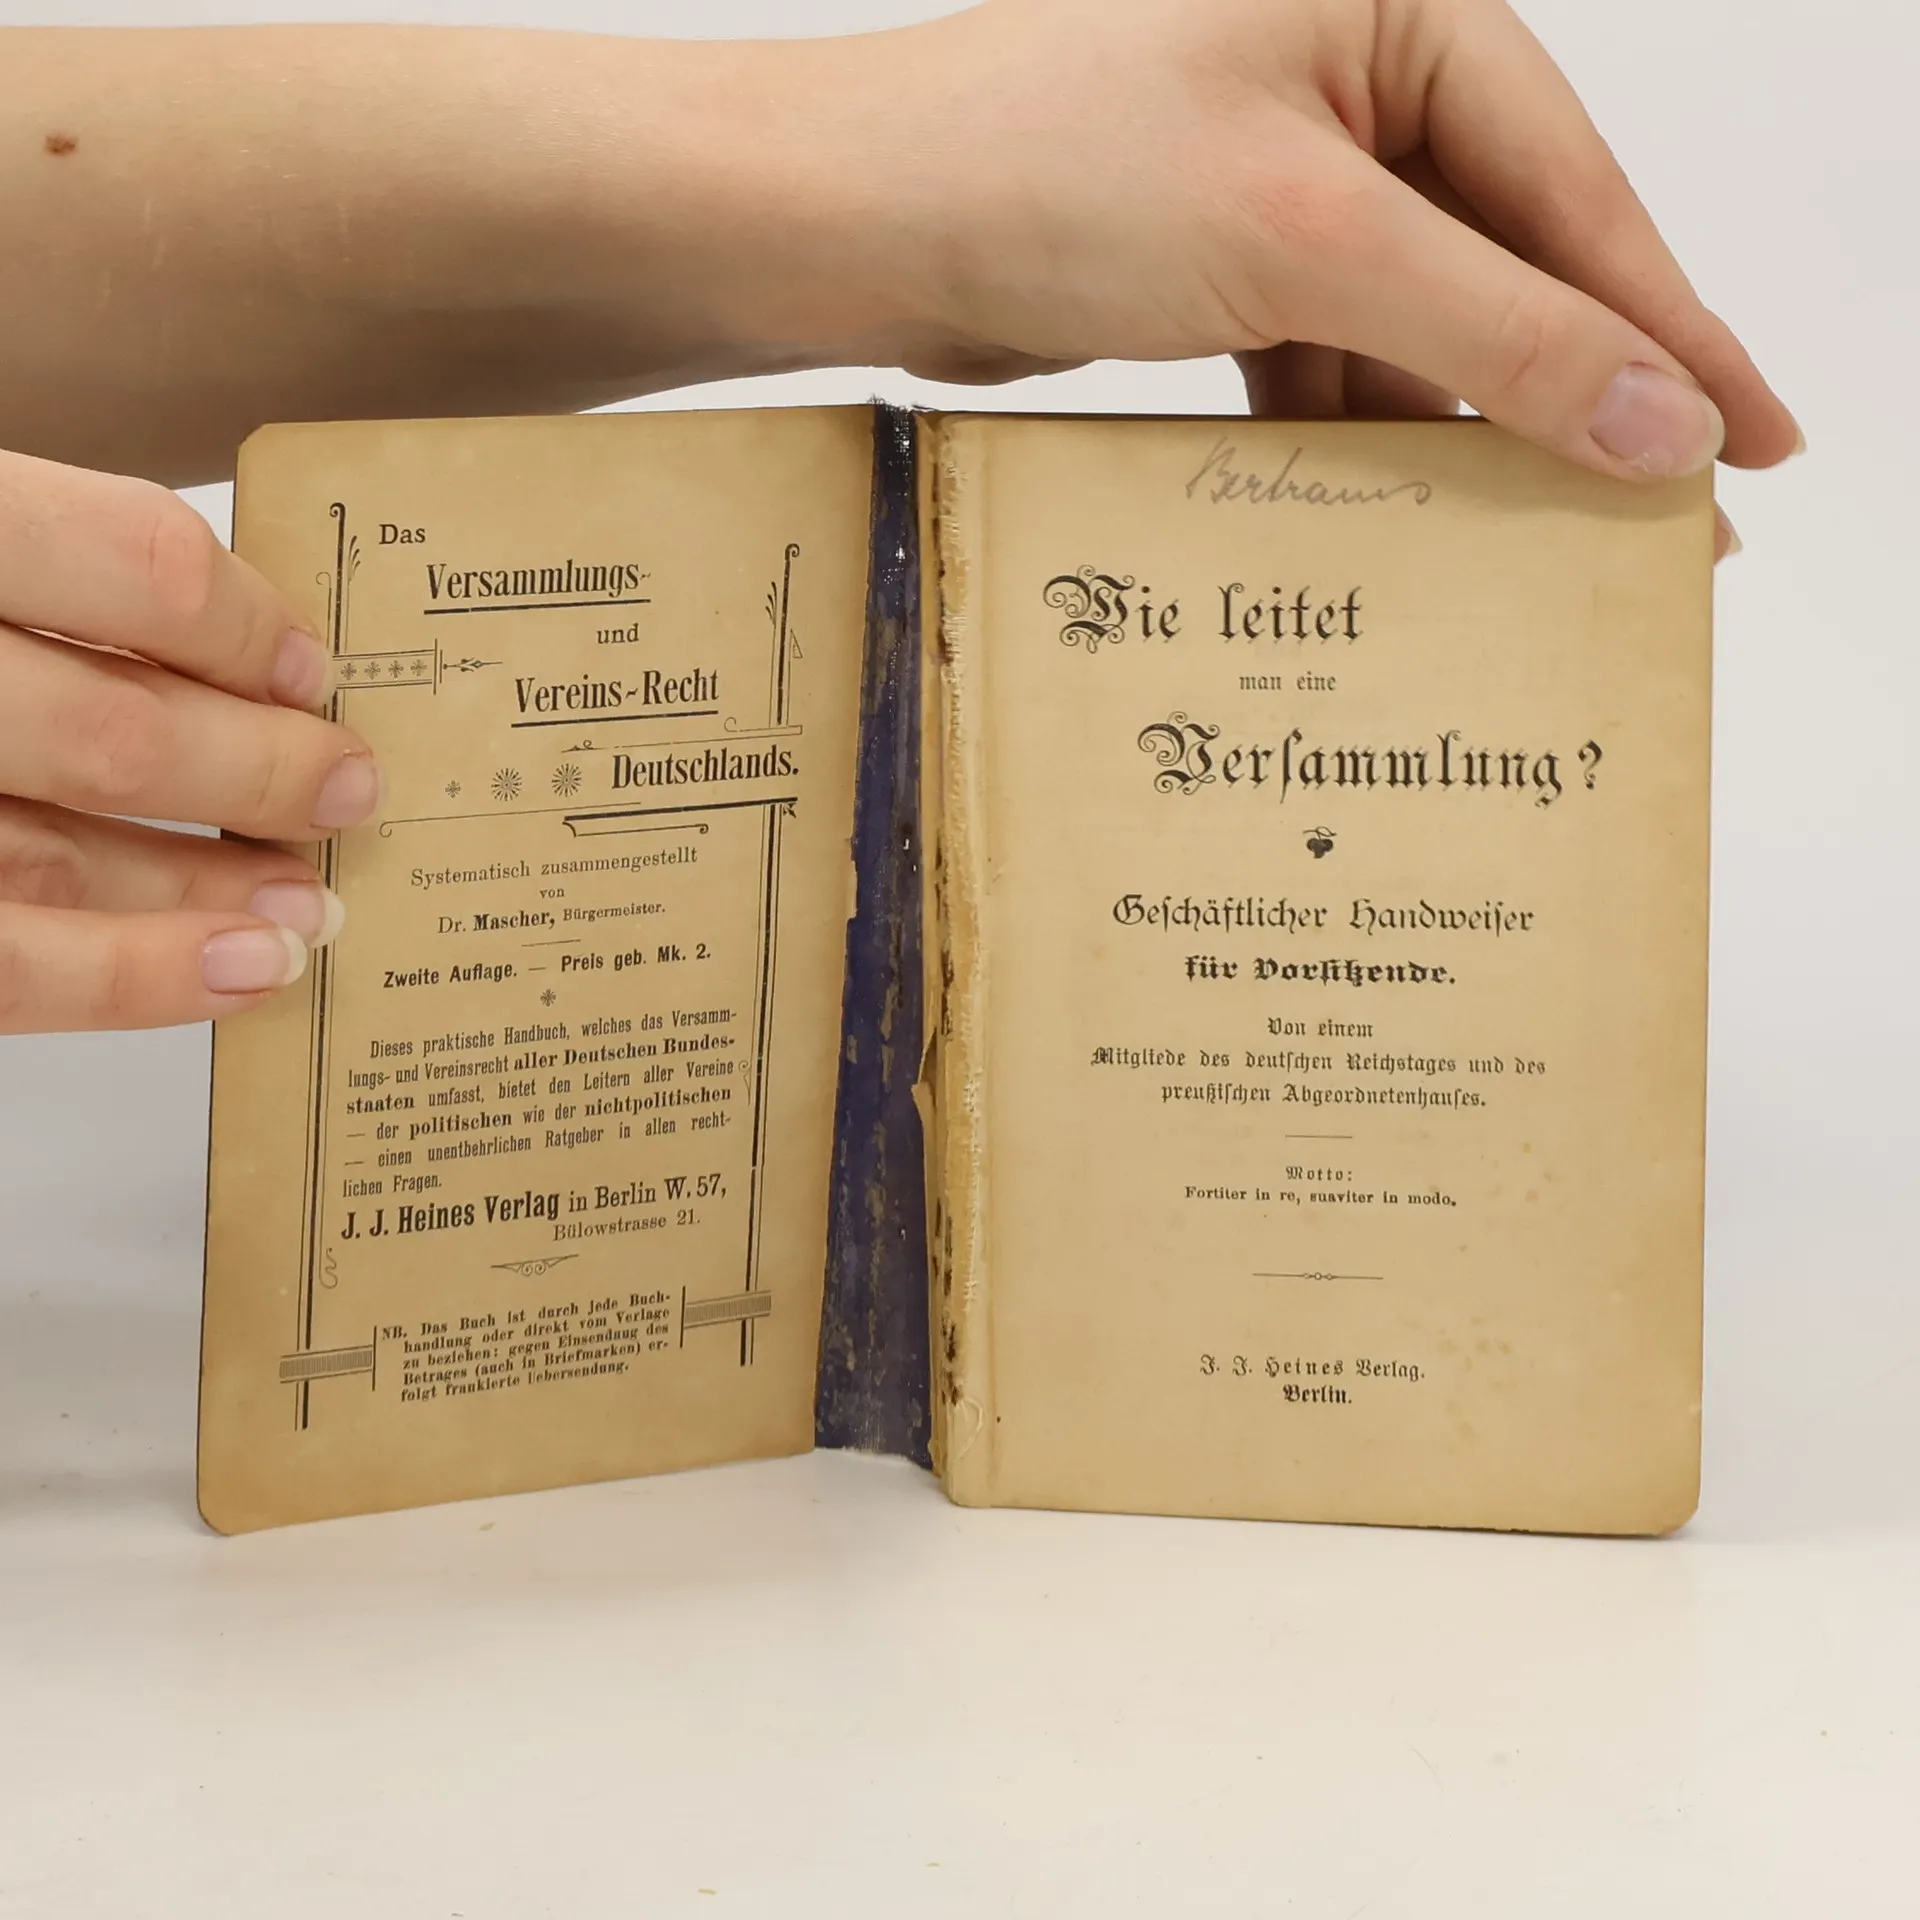 Das
Versammlungs-
und
Vereins-Recht
Deutschlands.
Systematisch zusammengestellt
von
Dr. Mascher, Bürgermeister.
Zweite Auflage. — Preis geb. Mk. 2.
Dieses praktische Handbuch, welches das Versamm-
lungs- und Vereinsrecht aller Deutschen Bundes-
staaten umfasst, bietet den Leitern aller Vereine
— der politischen wie der nichtpolitischen
— einen unentbehrlichen Ratgeber in allen recht-
lichen Fragen.
J. J. Heines Verlag in Berlin W. 57,
Bülowstrasse 21.
NB. Das Buch ist durch jede Buch-
handlung oder direkt vom Verlage
zu beziehen; gegen Einsendung des
Betrages (auch in Briefmarken) er-
folgt frankierte Uebersendung.
Wie leitet
man eine
Verſammlung?
Geſchäftlicher Handweiſer
für Vorſitzende.
Von einem
Mitgliede des deutſchen Reichstages und des
preußiſchen Abgeordnetenhauſes.
Motto:
Fortiter in re, suaviter in modo.
J. J. Heines Verlag.
Berlin.